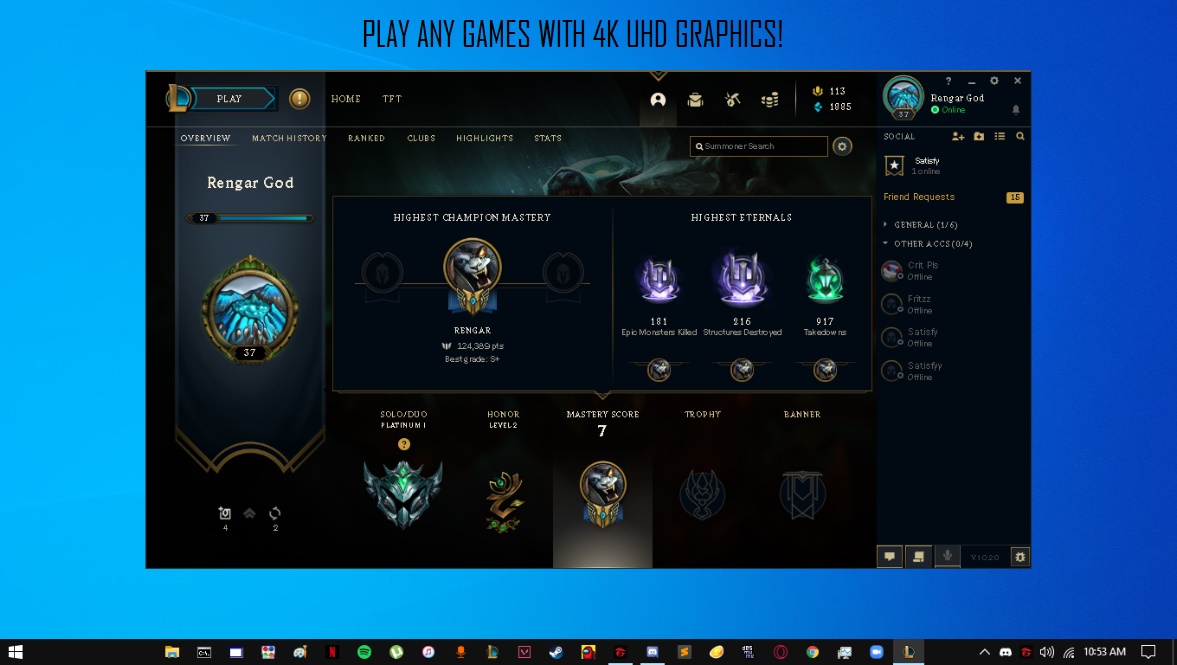 PLAY ANY GAMES WITH 4K UHD GRAPHICS!
PLAY
HOME
TFT
113
1885
37
Rengar God
Online
OVERVIEW
MATCH HISTORY
RANKED
CLUBS
HIGHLIGHTS
STATS
Summoner Search
SOCIAL
Satisfy
1 online
Friend Requests
15
GENERAL (1/6)
OTHER ACCS (0/4)
Crit Pls
Offline
Fritzz
Offline
Satisfy
Offline
Satisfyy
Offline
Rengar God
37
37
HIGHEST CHAMPION MASTERY
RENGAR
124,389 pts
Best grade: S+
HIGHEST ETERNALS
181
Epic Monsters Killed
216
Structures Destroyed
917
Takedowns
SOLO/DUO
PLATINUM I
HONOR
LEVEL 2
MASTERY SCORE
7
TROPHY
BANNER
4
2
V10.20
10:53 AM